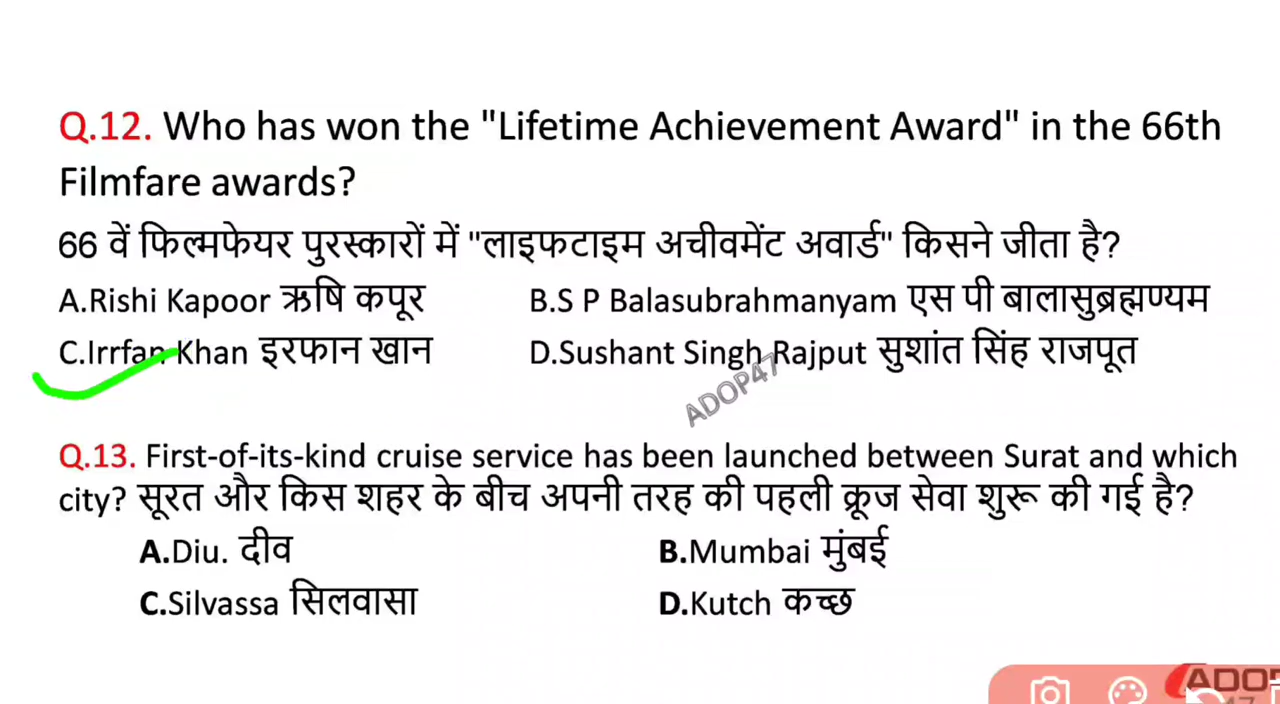 Q.12. Who has won the "Lifetime Achievement Award" in the 66th
Filmfare awards?
66 वें फिल्मफेयर पुरस्कारों में "लाइफटाइम अचीवमेंट अवार्ड" किसने जीता है?
A.Rishi Kapoor ऋषि कपूर B.S P Balasubrahmanyam एस पी बालासुब्रह्मण्यम
C.Irrfan Khan इरफान खान D.Sushant Singh Rajput सुशांत सिंह राजपूत
ADOP47
Q.13. First-of-its-kind cruise service has been launched between Surat and which
city? सूरत और किस शहर के बीच अपनी तरह की पहली क्रूज सेवा शुरू की गई है?
A.Diu. दीव B.Mumbai मुंबई
C.Silvassa सिलवासा D.Kutch कच्छ